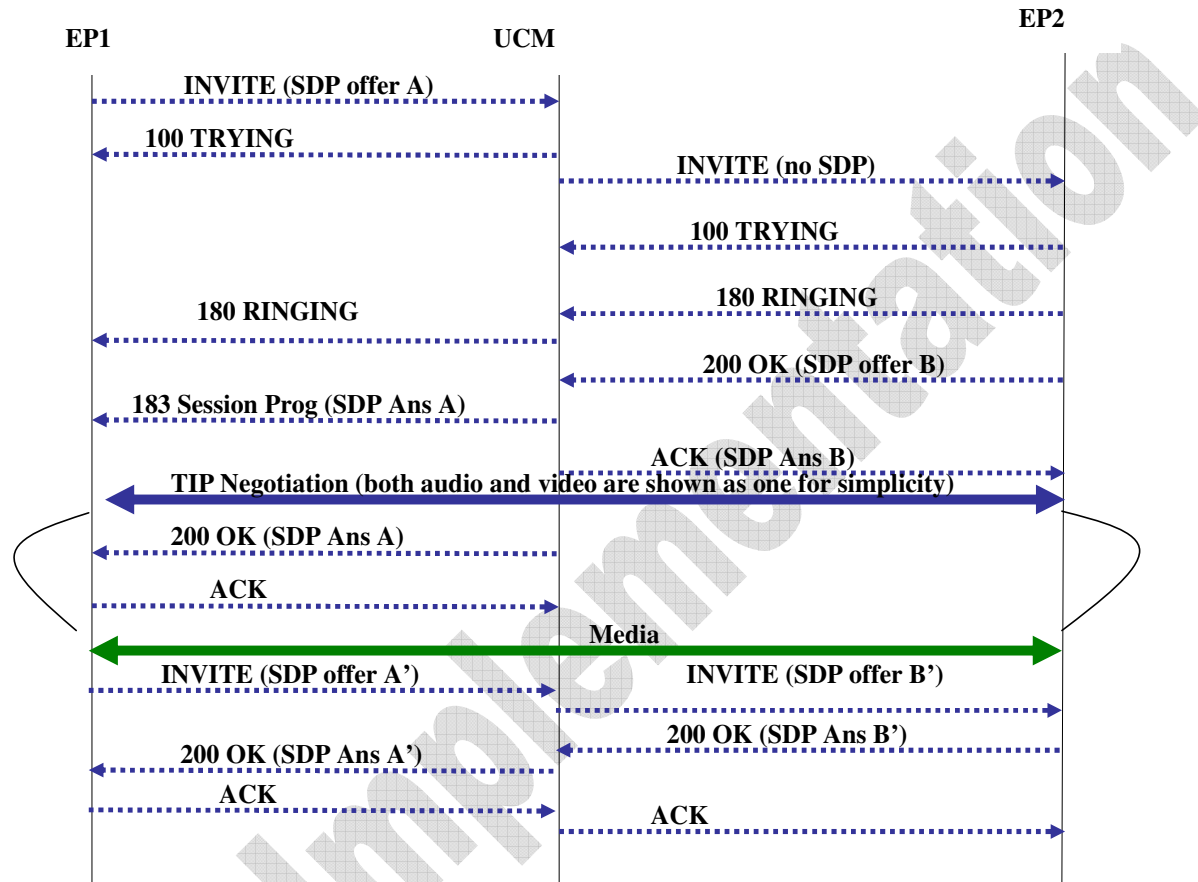 EP1
UCM
EP2
INVITE (SDP offer A)
100 TRYING
INVITE (no SDP)
100 TRYING
180 RINGING
180 RINGING
200 OK (SDP offer B)
183 Session Prog (SDP Ans A)
ACK (SDP Ans B)
TIP Negotiation (both audio and video are shown as one for simplicity)
200 OK (SDP Ans A)
ACK
Media
INVITE (SDP offer A’)
INVITE (SDP offer B’)
200 OK (SDP Ans B’)
200 OK (SDP Ans A’)
ACK
ACK
Implementation